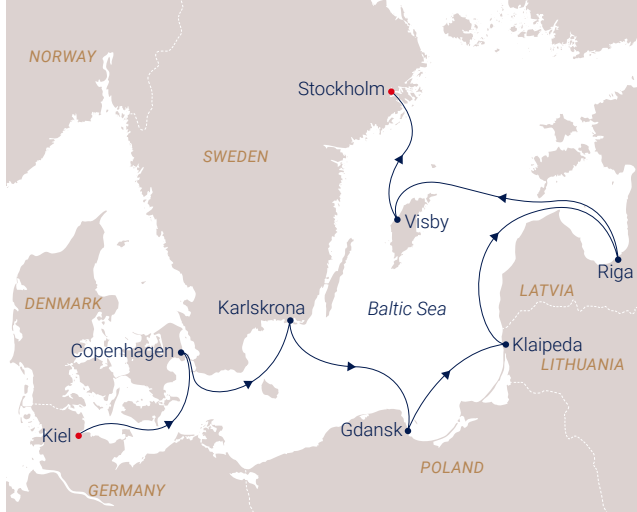 NORWAY
Stockholm
SWEDEN
Visby
Riga
LATVIA
DENMARK
Karlskrona
Baltic Sea
Copenhagen
Klaipeda
LITHUANIA
Kiel
Gdansk
POLAND
GERMANY